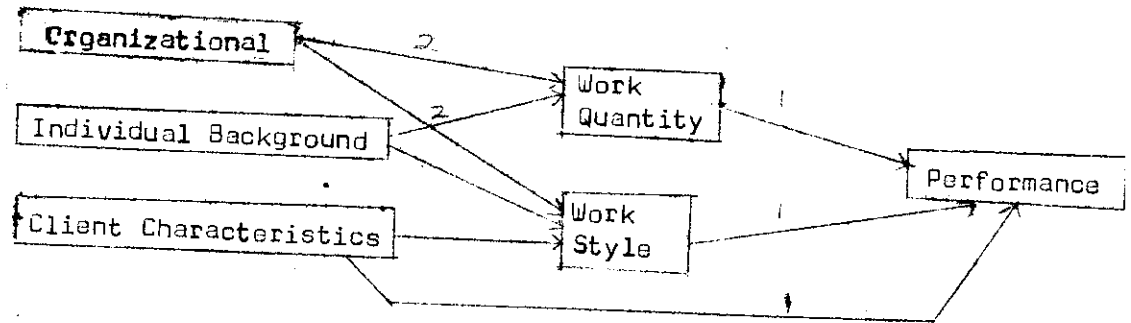 Organizational
2
Work
Quantity
1
Individual Background
2
Performance
Client Characteristics
Work
Style
1
1